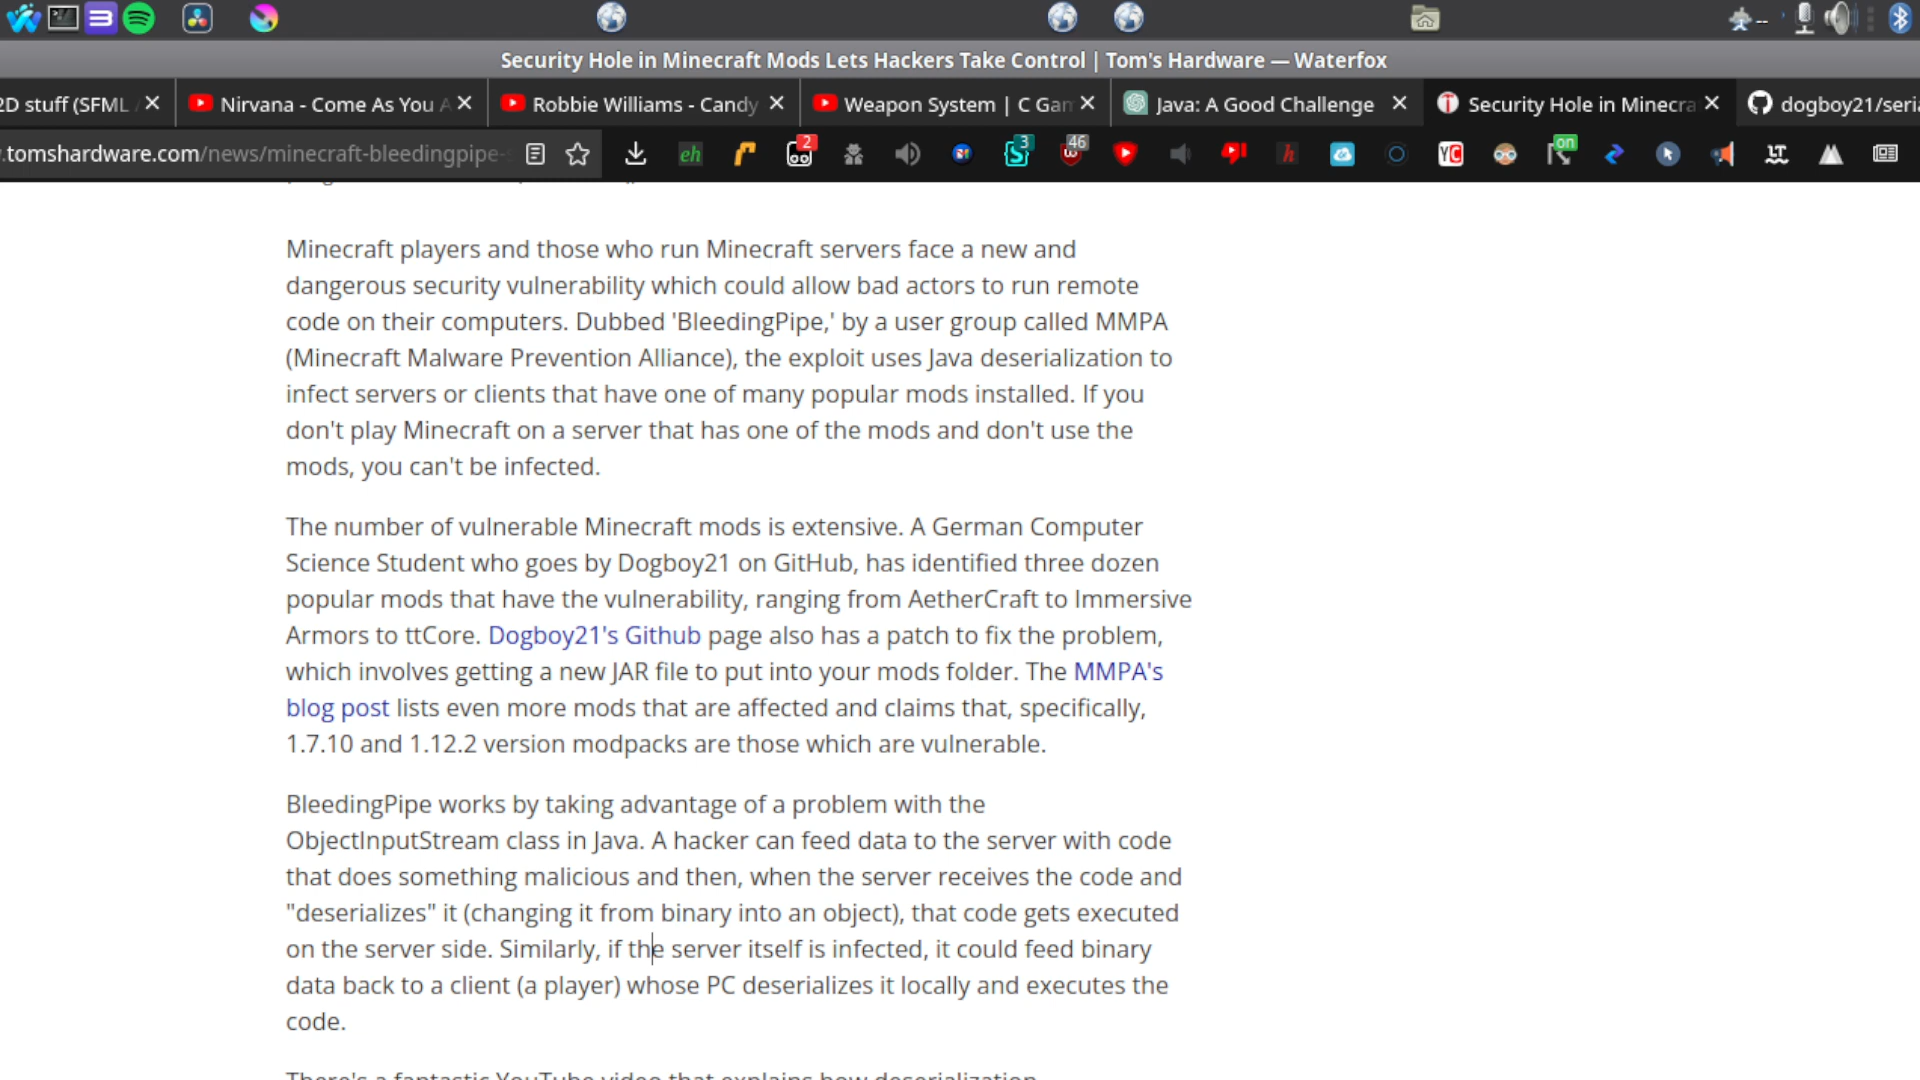 Security Hole in Minecraft Mods Lets Hackers Take Control | Tom's Hardware — Waterfox
2D stuff (SFML
Nirvana - Come As You A
Robbie Williams - Candy
Weapon System | C Gam
Java: A Good Challenge
Security Hole in Minecra
dogboy21/seria
.tomshardware.com/news/minecraft-bleedingpipe-s
eh
2
3
46
YC
on
LT
Minecraft players and those who run Minecraft servers face a new and
dangerous security vulnerability which could allow bad actors to run remote
code on their computers. Dubbed 'BleedingPipe,' by a user group called MMPA
(Minecraft Malware Prevention Alliance), the exploit uses Java deserialization to
infect servers or clients that have one of many popular mods installed. If you
don't play Minecraft on a server that has one of the mods and don't use the
mods, you can't be infected.
The number of vulnerable Minecraft mods is extensive. A German Computer
Science Student who goes by Dogboy21 on GitHub, has identified three dozen
popular mods that have the vulnerability, ranging from AetherCraft to Immersive
Armors to ttCore. Dogboy21's Github page also has a patch to fix the problem,
which involves getting a new JAR file to put into your mods folder. The MMPA's
blog post lists even more mods that are affected and claims that, specifically,
1.7.10 and 1.12.2 version modpacks are those which are vulnerable.
BleedingPipe works by taking advantage of a problem with the
ObjectInputStream class in Java. A hacker can feed data to the server with code
that does something malicious and then, when the server receives the code and
"deserializes" it (changing it from binary into an object), that code gets executed
on the server side. Similarly, if the server itself is infected, it could feed binary
data back to a client (a player) whose PC deserializes it locally and executes the
code.
There's a fantastic YouTube video that explains how deserialization